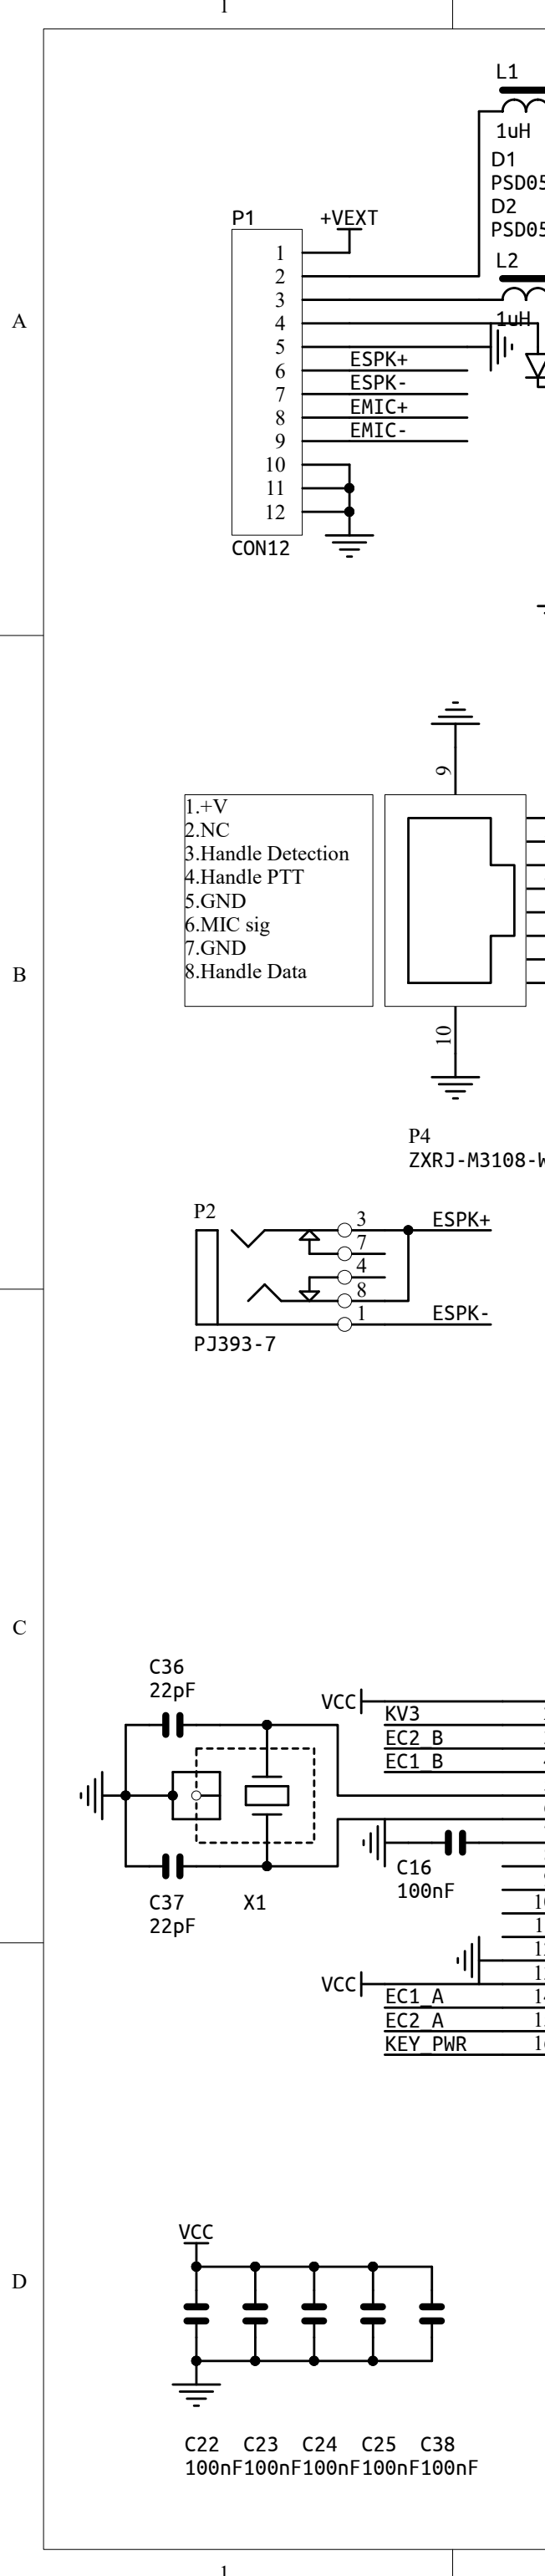 1
L1
1uH
D1
D2
P1
+VEXT
L2
1uH
1
2
3
4
5
6
7
8
9
10
11
12
ESPK+
ESPK-
EMIC+
EMIC-
CON12
A
9
1.+V
2.NC
3.Handle Detection
4.Handle PTT
5.GND
6.MIC sig
7.GND
8.Handle Data
B
10
P4
P2
3
7
4
8
1
ESPK+
ESPK-
PJ393-7
C
C36
22pF
VCC
KV3
EC2_B
EC1_B
C37
22pF
X1
C16
100nF
VCC
EC1_A
EC2_A
KEY_PWR
D
VCC
C22 C23 C24 C25 C38
100nF100nF100nF100nF100nF